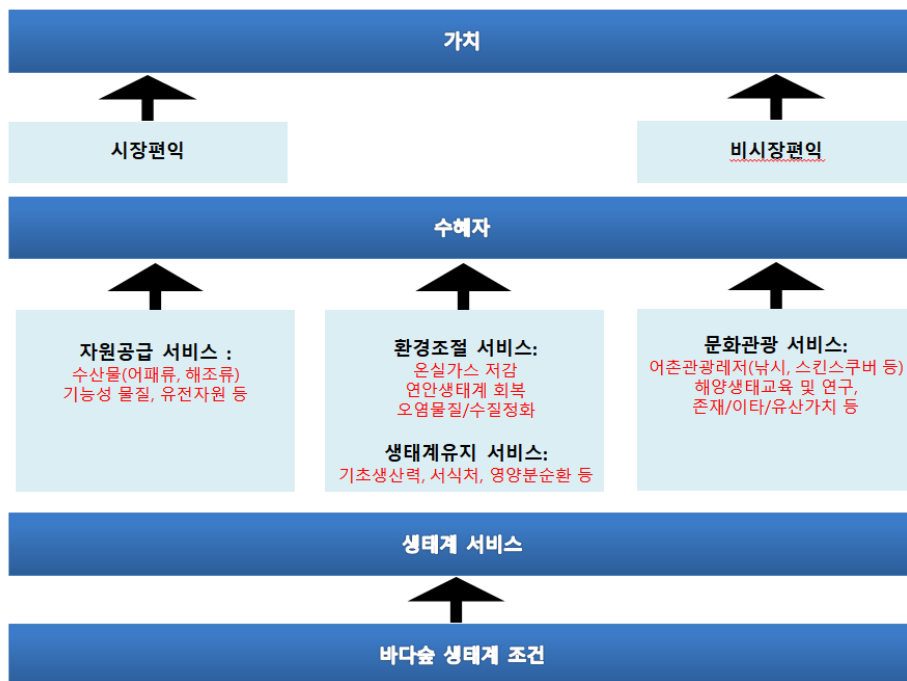 가치
시장편익
비시장편익
수혜자
자원공급 서비스 :
수산물(어패류, 해조류)
기능성 물질, 유전자원 등
환경조절 서비스:
온실가스 저감
연안생태계 회복
오염물질/수질정화
생태계유지 서비스:
기초생산력, 서식처, 영양분순환 등
문화관광 서비스:
어촌관광레저(낚시, 스킨스쿠버 등)
해양생태교육 및 연구,
존재/이타/유산가치 등
생태계 서비스
바다숲 생태계 조건